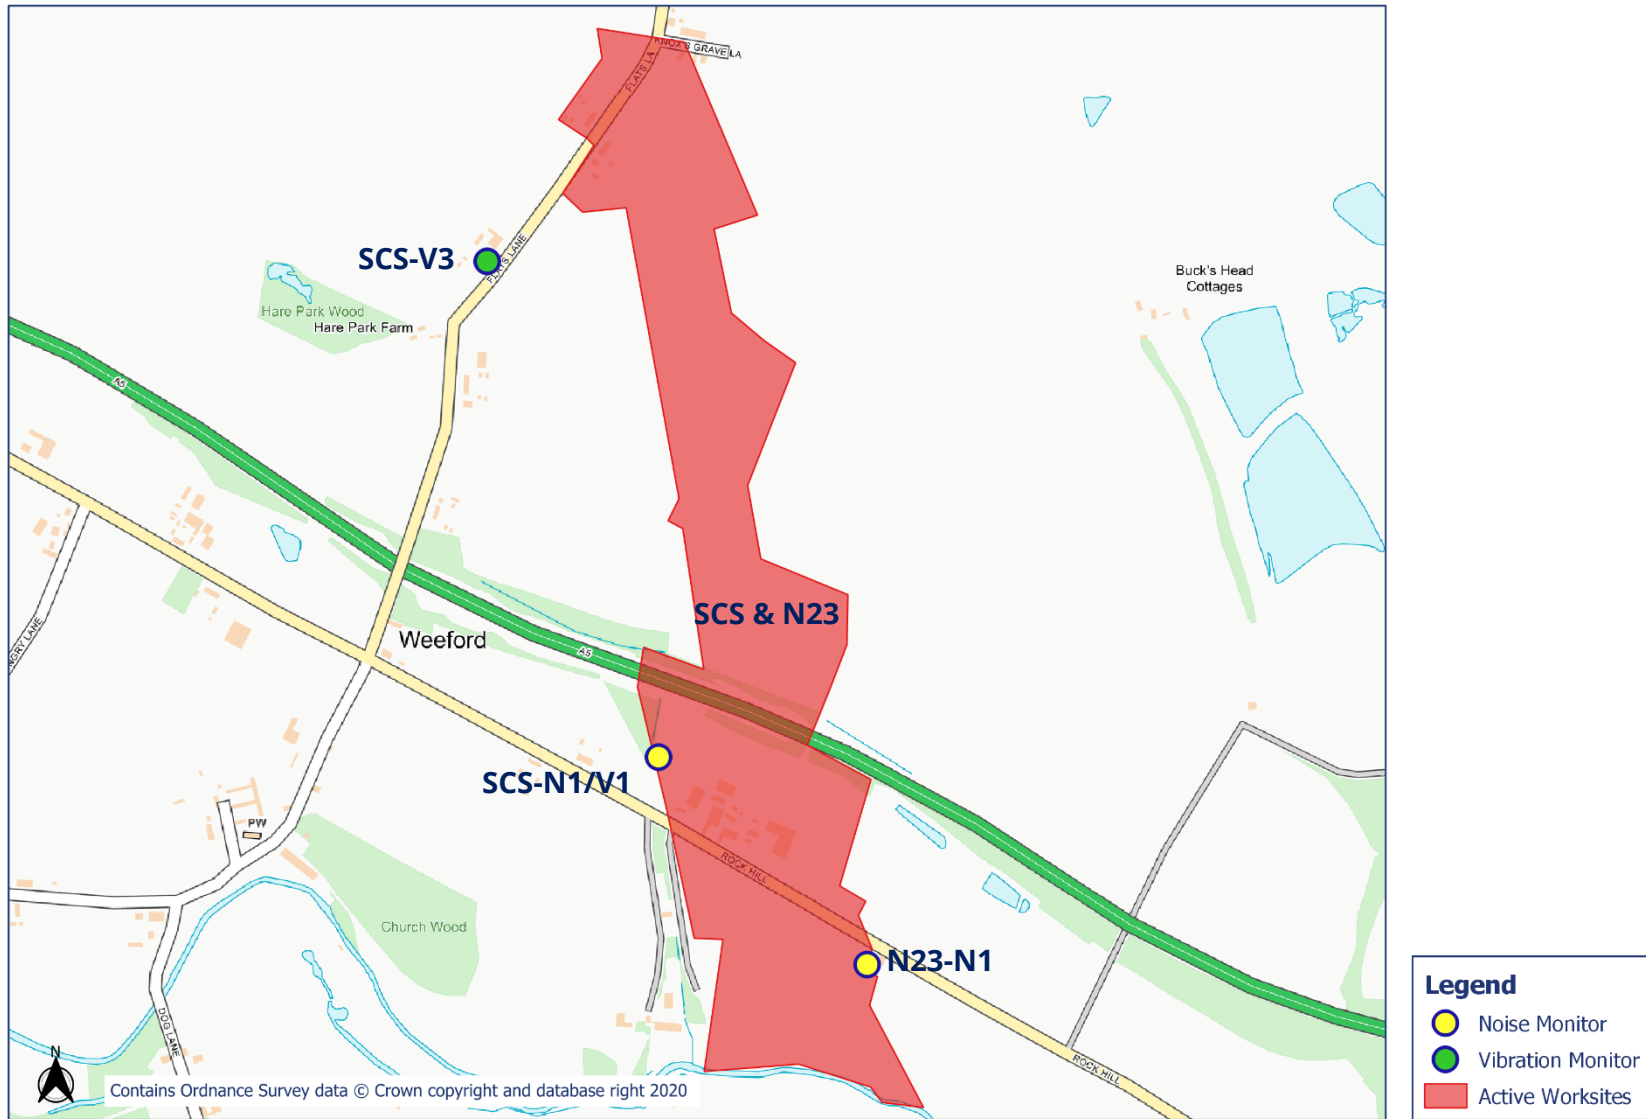 KNOX'S GRAVE LA
FLATS LA
SCS-V3
FLATS LANE
Buck's Head
Cottages
Hare Park Wood
Hare Park Farm
A5
SCS & N23
Weeford
A5
SCS-N1/V1
PW
ROCK HILL
Church Wood
N23-N1
DOG LANE
ROCK HILL
N
Contains Ordnance Survey data © Crown copyright and database right 2020
Legend
Noise Monitor
Vibration Monitor
Active Worksites